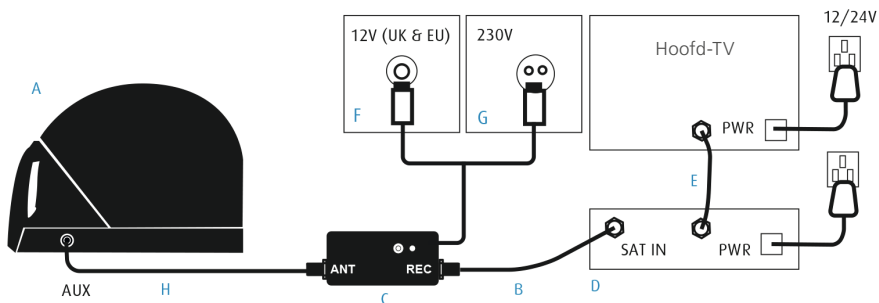 12/24V
12V (UK & EU)
230V
Hoofd-TV
A
F
G
PWR
E
SAT IN
PWR
ANT
REC
AUX
H
C
B
D